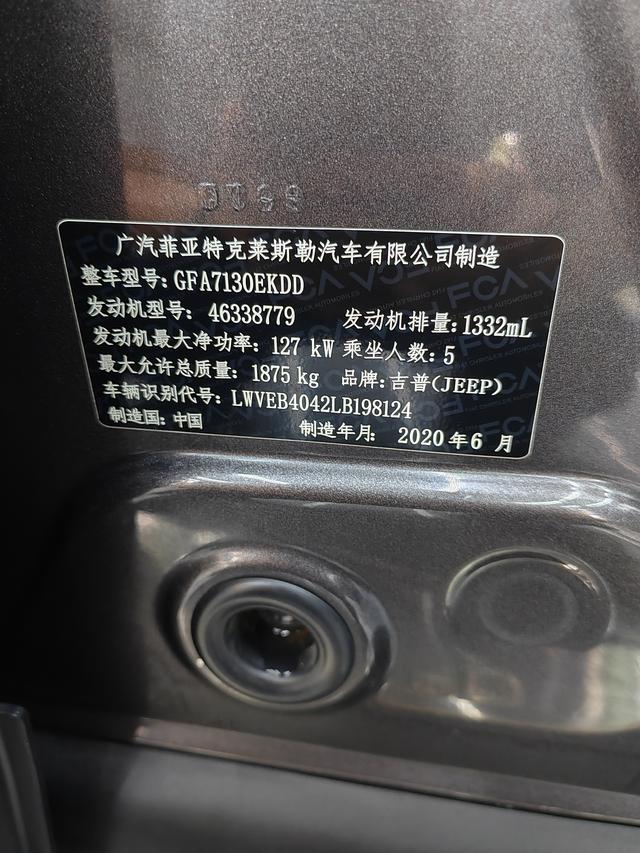 广汽菲亚特克莱斯勒汽车有限公司制造
整车型号: GFA7130EKDD
发动机型号: 46338779 发动机排量: 1332mL
发动机最大净功率: 127 kW 乘坐人数: 5
最大允许总质量: 1875 kg 品牌: 吉普(JEEP)
车辆识别代号: LWVEB4042LB198124
制造国: 中国 制造年月: 2020 年 6 月